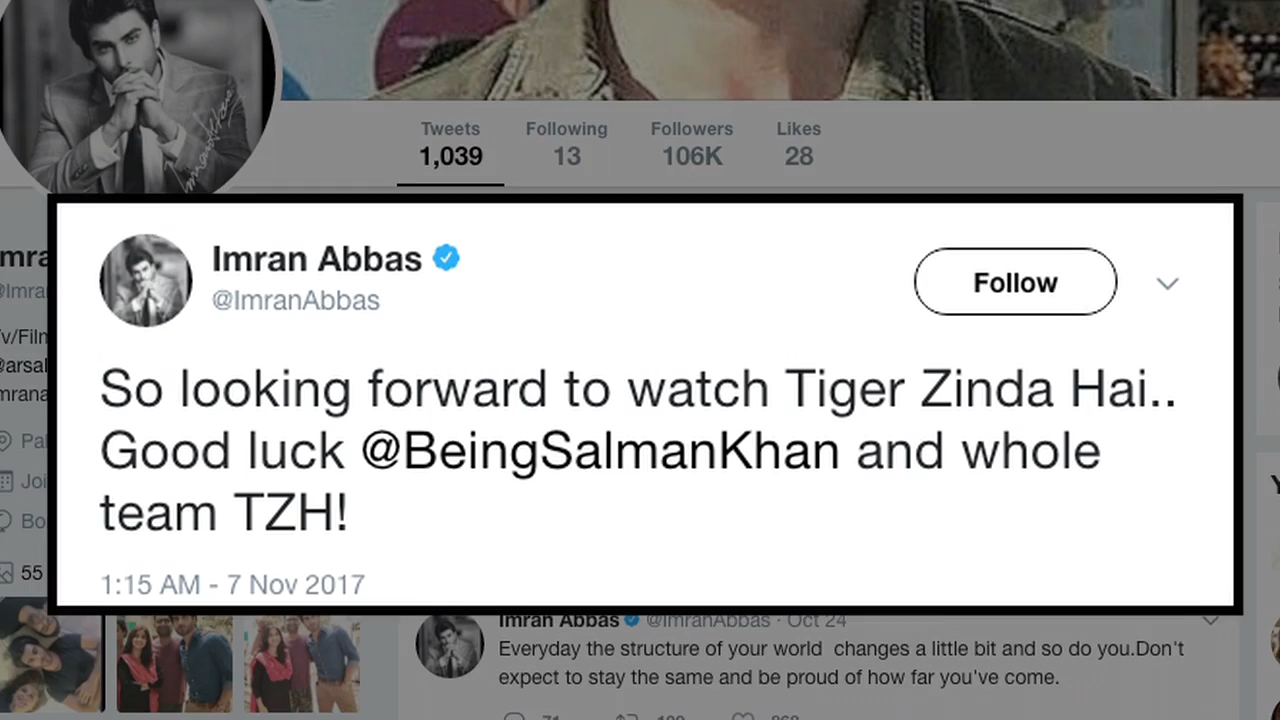 Tweets Following Followers Likes
1,039 13 106K 28
Imran Abbas
@ImranAbbas
Follow
So looking forward to watch Tiger Zinda Hai..
Good luck @BeingSalmanKhan and whole
team TZH!
1:15 AM - 7 Nov 2017
55
Imran Abbas @ImranAbbas · Oct 24
Everyday the structure of your world changes a little bit and so do you.Don't
expect to stay the same and be proud of how far you've come.